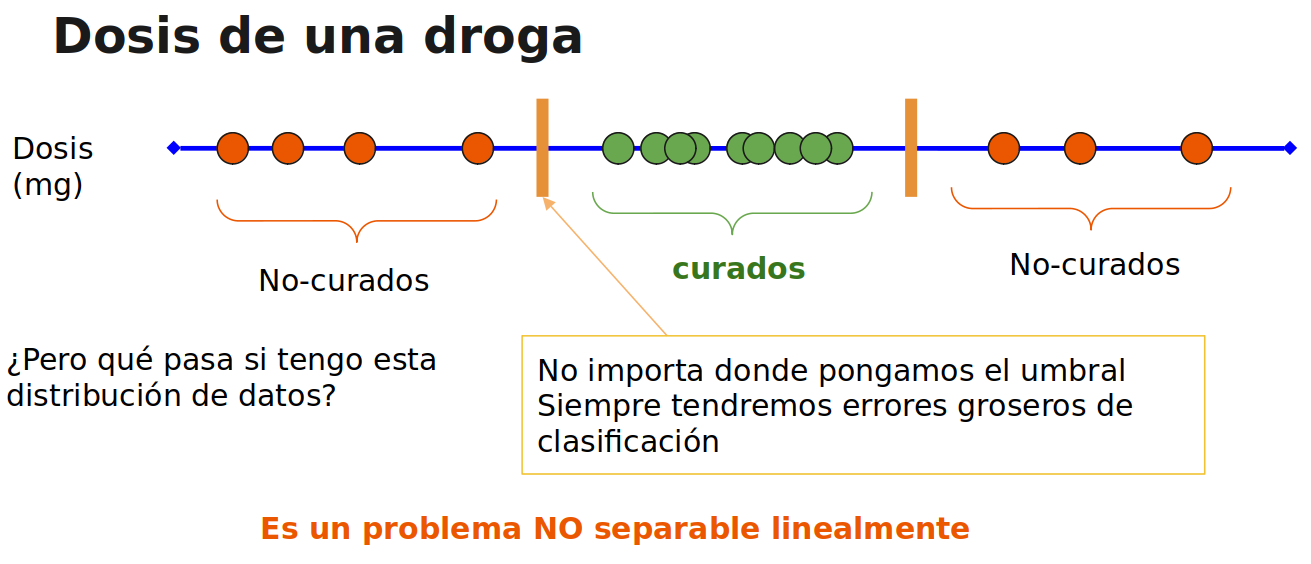 Dosis de una droga
Dosis
(mg)
No-curados
curados
No-curados
¿Pero qué pasa si tengo esta
distribución de datos?
No importa donde pongamos el umbral
Siempre tendremos errores groseros de
clasificación
Es un problema NO separable linealmente